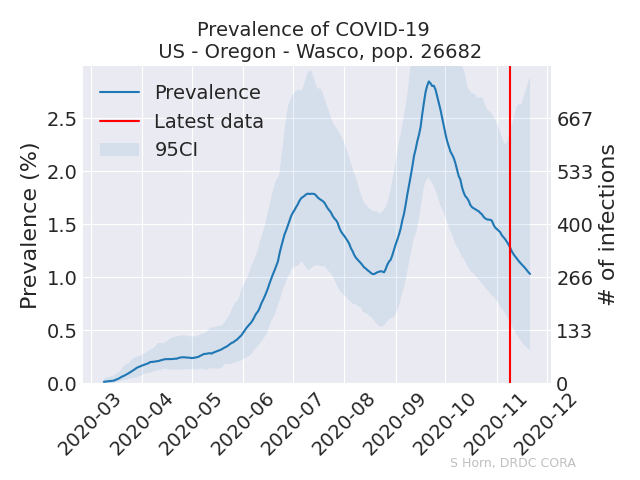 Prevalence of COVID-19
US - Oregon - Wasco, pop. 26682
Prevalence
Latest data
95CI
Prevalence (%)
2.5
2.0
1.5
1.0
0.5
0.0
667
533
400
266
133
0
# of infections
2020-03
2020-04
2020-05
2020-06
2020-07
2020-08
2020-09
2020-10
2020-11
2020-12
S Horn, DRDC CORA